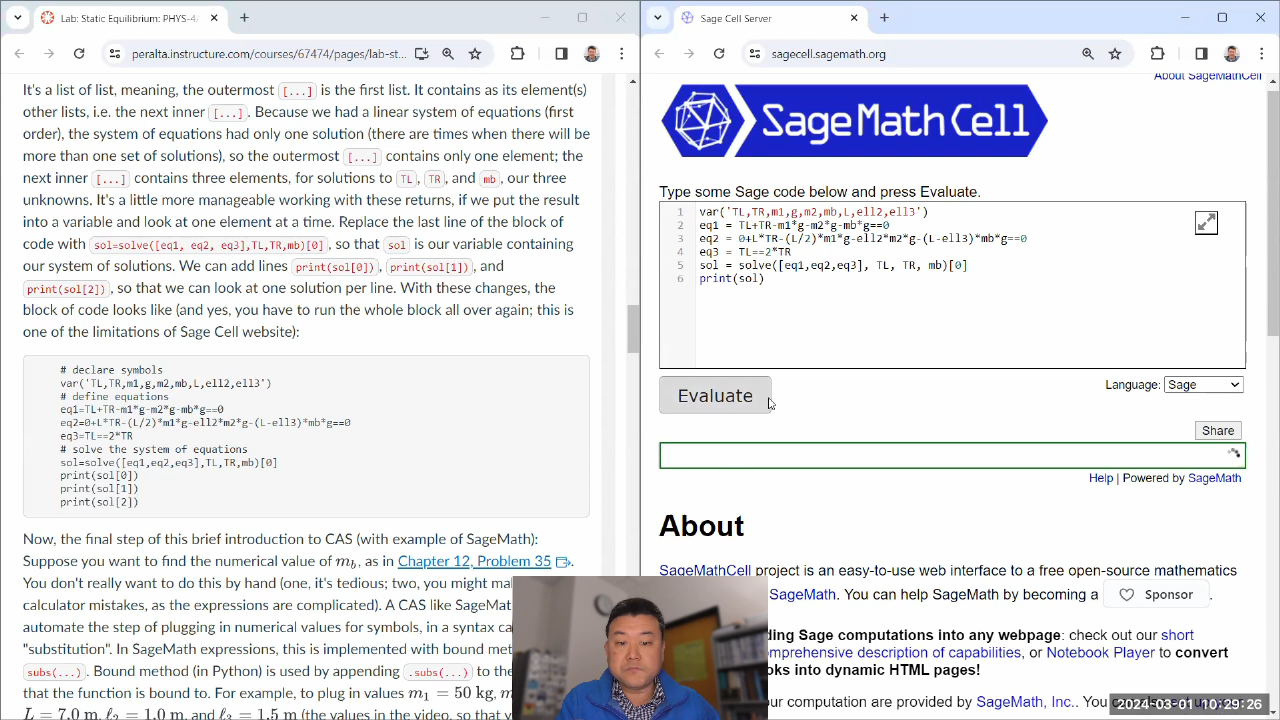 Lab: Static Equilibrium: PHYS-4
peralta.instructure.com/courses/67474/pages/lab-st...
It's a list of list, meaning, the outermost [...] is the first list. It contains as its element(s)
other lists, i.e. the next inner [...]. Because we had a linear system of equations (first
order), the system of equations had only one solution (there are times when there will be
more than one set of solutions), so the outermost [...] contains only one element; the
next inner [...] contains three elements, for solutions to TL, TR, and mb, our three
unknowns. It's a little more manageable working with these returns, if we put the result
into a variable and look at one element at a time. Replace the last line of the block of
code with sol=solve([eq1, eq2, eq3],TL,TR,mb)[0], so that sol is our variable containing
our system of solutions. We can add lines print(sol[0]), print(sol[1]), and
print(sol[2]), so that we can look at one solution per line. With these changes, the
block of code looks like (and yes, you have to run the whole block all over again; this is
one of the limitations of Sage Cell website):
# declare symbols
var('TL,TR,m1,g,m2,mb,L,ell2,ell3')
# define equations
eq1=TL+TR-m1*g-m2*g-mb*g==0
eq2=0+L*TR-(L/2)*m1*g-ell2*m2*g-(L-ell3)*mb*g==0
eq3=TL==2*TR
# solve the system of equations
sol=solve([eq1,eq2,eq3],TL,TR,mb)[0]
print(sol[0])
print(sol[1])
print(sol[2])
Now, the final step of this brief introduction to CAS (with example of SageMath):
Suppose you want to find the numerical value of m_b, as in Chapter 12, Problem 35
You don't really want to do this by hand (one, it's tedious; two, you might ma
calculator mistakes, as the expressions are complicated). A CAS like SageMat
automate the step of plugging in numerical values for symbols, in a syntax ca
"substitution". In SageMath expressions, this is implemented with bound met
subs(...). Bound method (in Python) is used by appending .subs(...) to the
that the function is bound to. For example, to plug in values m₁ = 50 kg, m
L = 7.0 m, ℓ₂ = 1.0 m, and ℓ₃ = 1.5 m (the values in the video, so that y
Sage Cell Server
sagecell.sagemath.org
About SageMathCell
SageMathCell
Type some Sage code below and press Evaluate.
1 var('TL,TR,m1,g,m2,mb,L,ell2,ell3')
2 eq1 = TL+TR-m1*g-m2*g-mb*g==0
3 eq2 = 0+L*TR-(L/2)*m1*g-ell2*m2*g-(L-ell3)*mb*g==0
4 eq3 = TL==2*TR
5 sol = solve([eq1,eq2,eq3], TL, TR, mb)[0]
6 print(sol)
Evaluate
Language: Sage
Share
Help | Powered by SageMath
About
SageMathCell project is an easy-to-use web interface to a free open-source mathematics
SageMath. You can help SageMath by becoming a Sponsor .
ding Sage computations into any webpage: check out our short
omprehensive description of capabilities, or Notebook Player to convert
oks into dynamic HTML pages!
ur computation are provided by SageMath, Inc.. You
2024-03-01 10:29:26